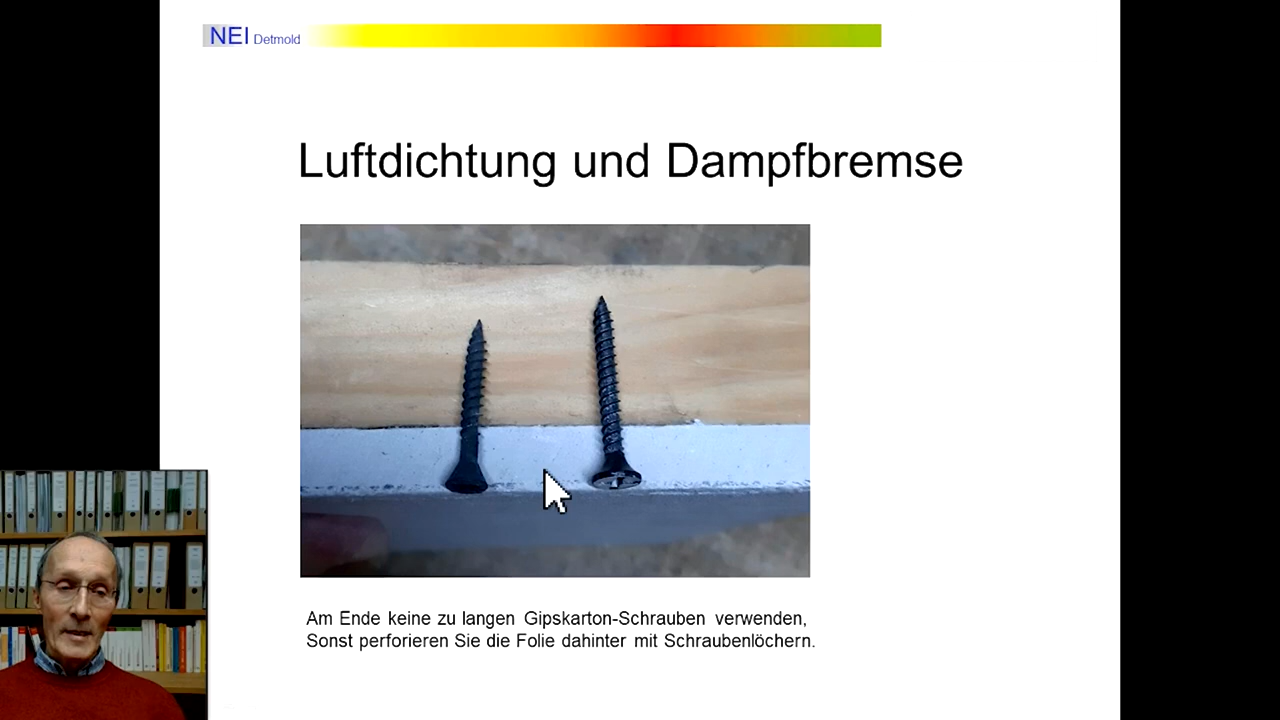 NEI Detmold
Luftdichtung und Dampfbremse
Am Ende keine zu langen Gipskarton-Schrauben verwenden,
Sonst perforieren Sie die Folie dahinter mit Schraubenlöchern.